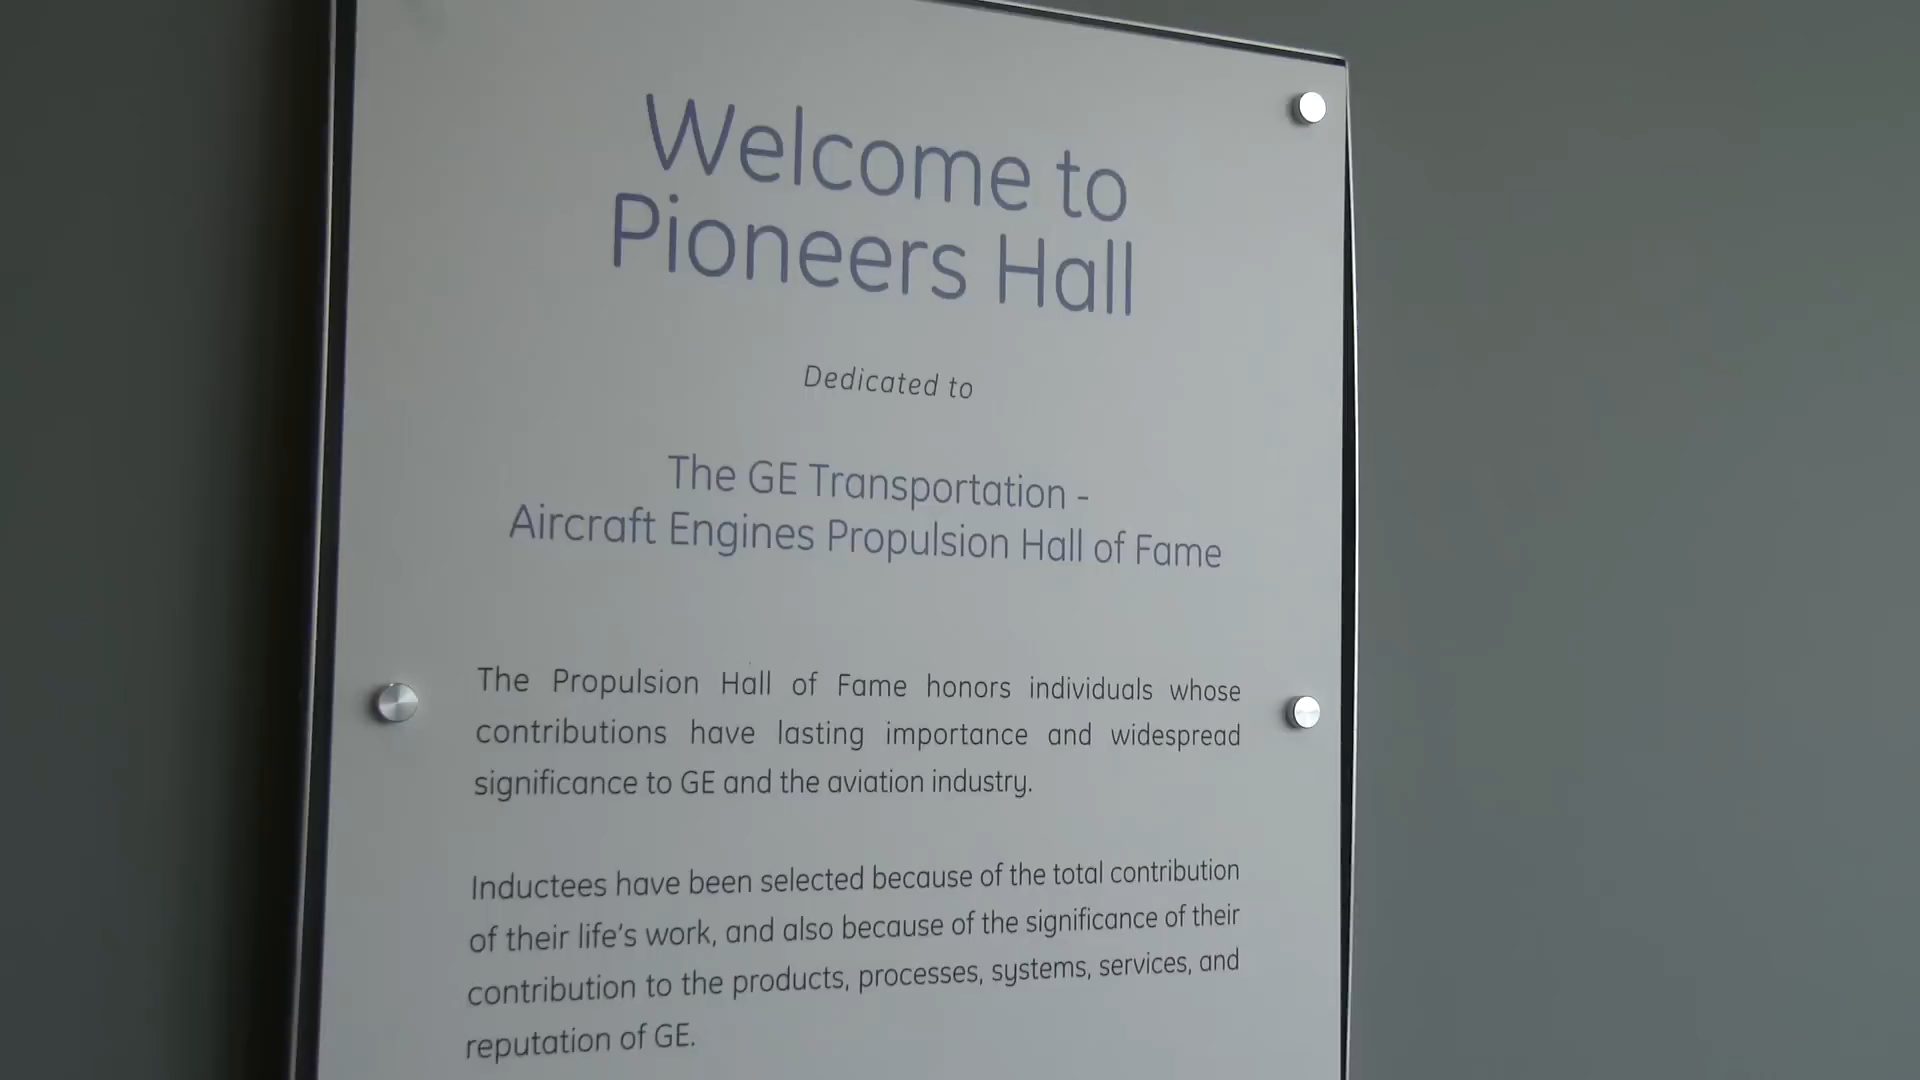 Welcome to
Pioneers Hall
Dedicated to
The GE Transportation -
Aircraft Engines Propulsion Hall of Fame
The Propulsion Hall of Fame honors individuals whose
contributions have lasting importance and widespread
significance to GE and the aviation industry.
Inductees have been selected because of the total contribution
of their life’s work, and also because of the significance of their
contribution to the products, processes, systems, services, and
reputation of GE.